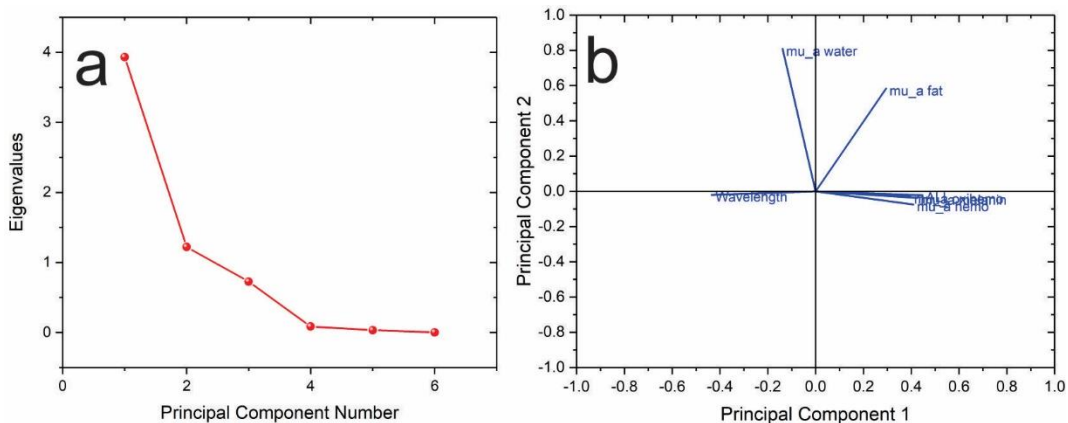 a
Eigenvalues
4
3
2
1
0
0
2
4
6
Principal Component Number
b
Principal Component 2
1.0
0.8
0.6
0.4
0.2
0.0
-0.2
-0.4
-0.6
-0.8
-1.0
mu_a water
mu_a fat
Wavelength
mu_a hemo
-1.0 -0.8 -0.6 -0.4 -0.2 0.0 0.2 0.4 0.6 0.8 1.0
Principal Component 1